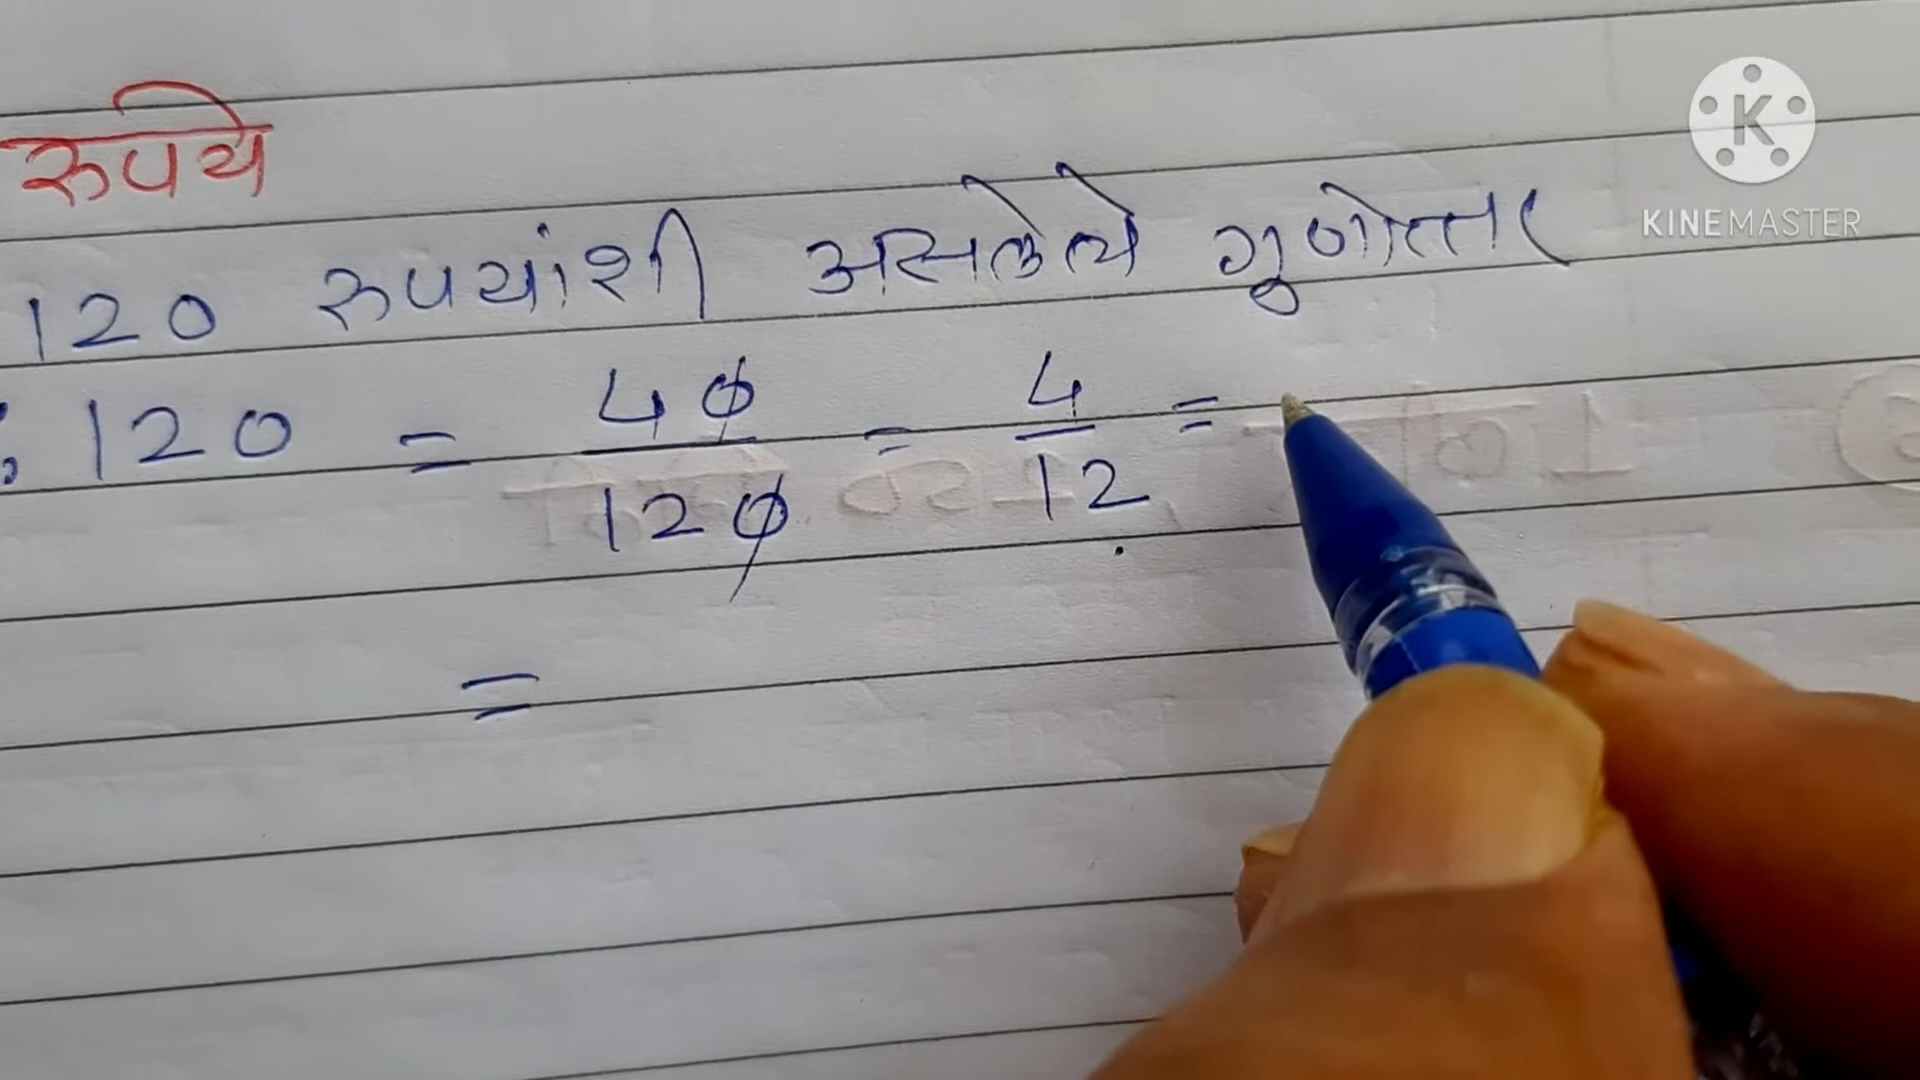 रुपये
120 रुपयांशी असलेले गुणोत्तर
: 120 = 40/120 = 4/12 =
=
K
KINEMASTER